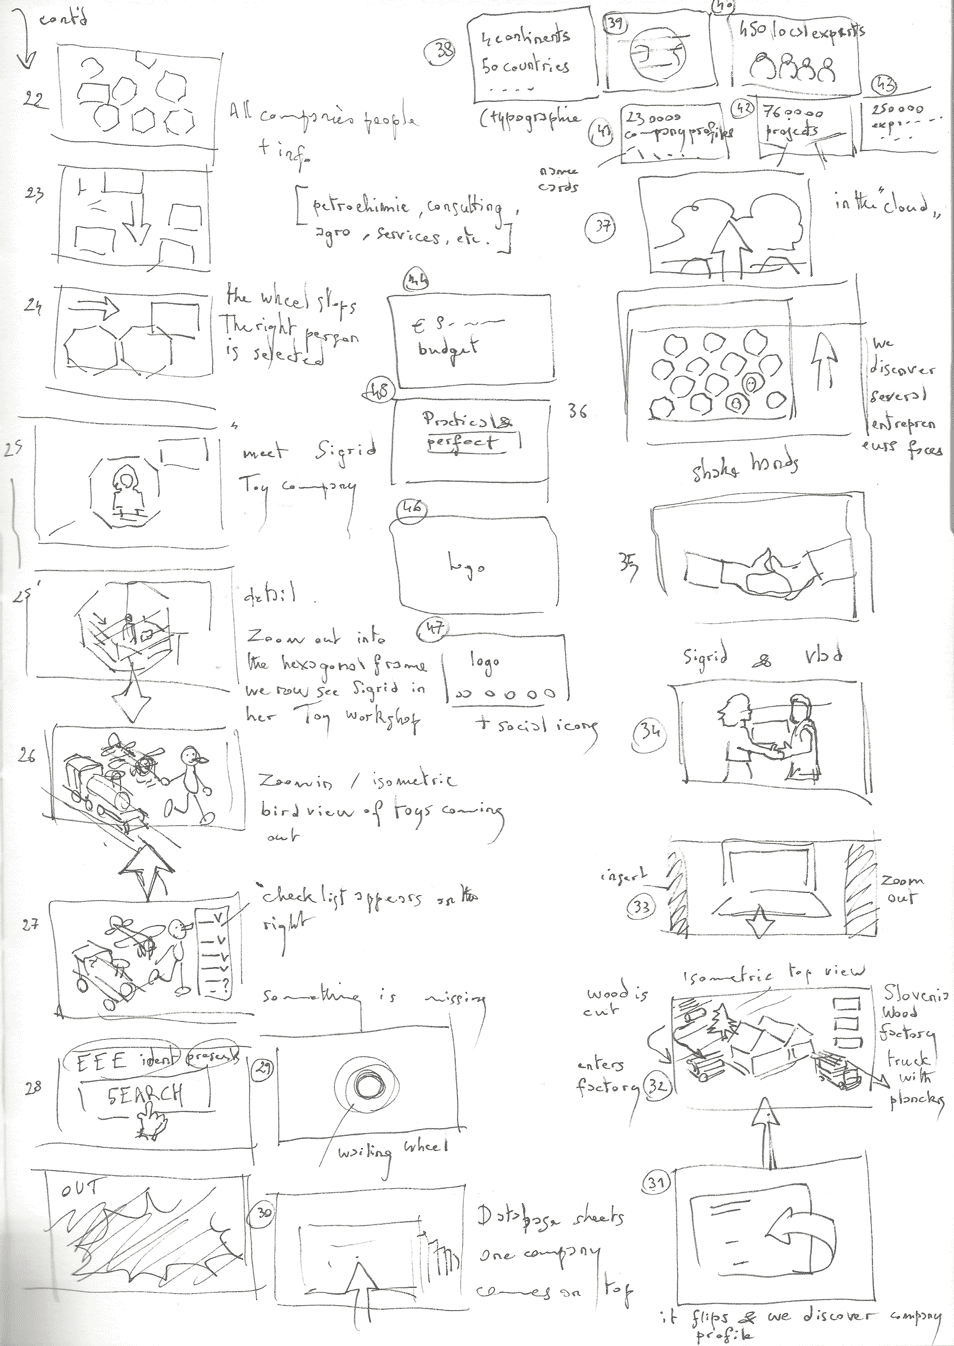 cont'd
22
All companies people
+ info
23
[petrochimie, consulting,
agro, services, etc.]
24
the wheel stops
The right person
is selected
25
"meet Sigrid
Toy company
25'
detail.
Zoom out into
the hexagonal frame
we now see Sigrid in
her Toy workshop
26
Zoom in / isometric
bird view of toys coming
out
27
checklist appears on the
right
?
something is missing
28
EEE ident presents
SEARCH
29
waiting wheel
OUT
30
Database sheets
one company
comes on top
31
it flips & we discover company
profile
32
Isometric top view
wood is
cut
enters
factory
Slovenia
wood
factory
truck
with
plancks
33
insert
zoom
out
34
Sigrid & Vlad
35
shake hands
36
we
discover
several
entrepren
eurs faces
37
in the "cloud"
38
4 continents
50 countries
....
(typographie
39
40
450 local experts
41
230000
company profiles
name
cards
42
760000
projects
43
250000
exp
44
€
budget
45
Practical &
perfect
46
logo
47
logo
+ social icons